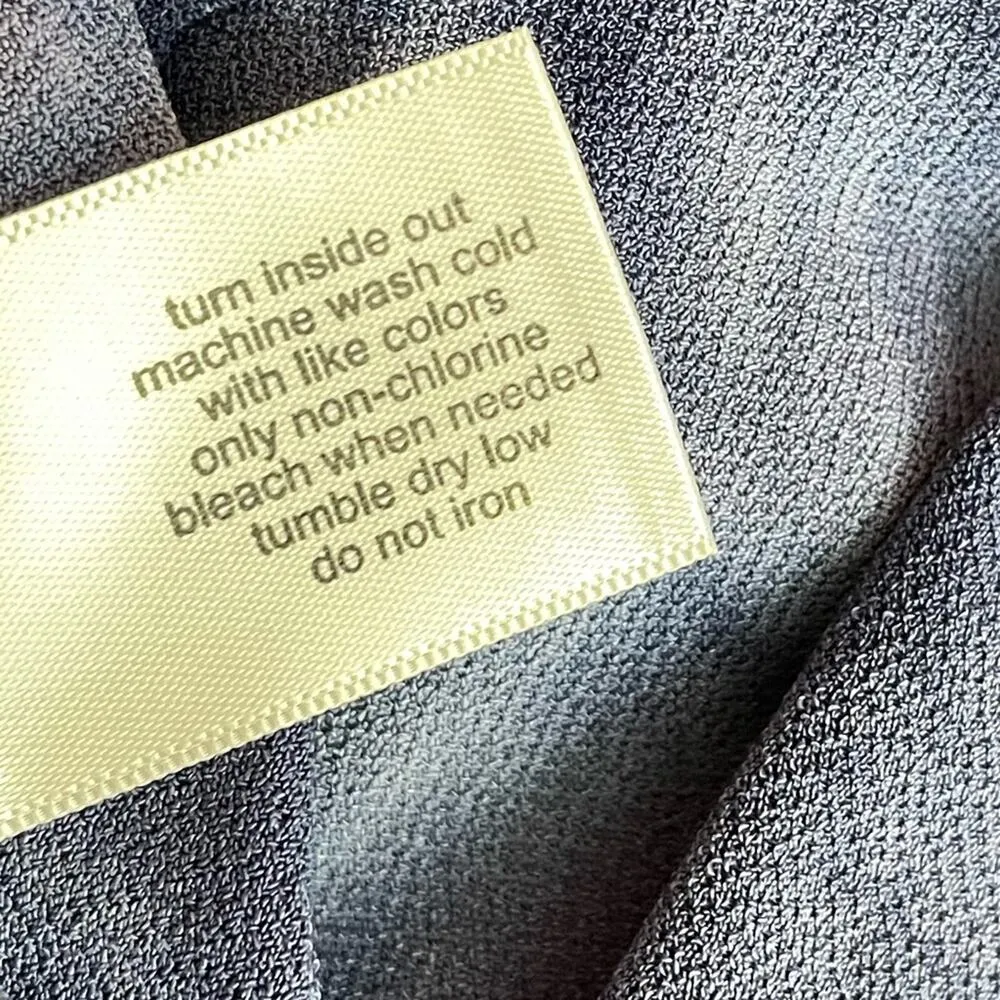 turn inside out
machine wash cold
with like colors
only non-chlorine
bleach when needed
tumble dry low
do not iron